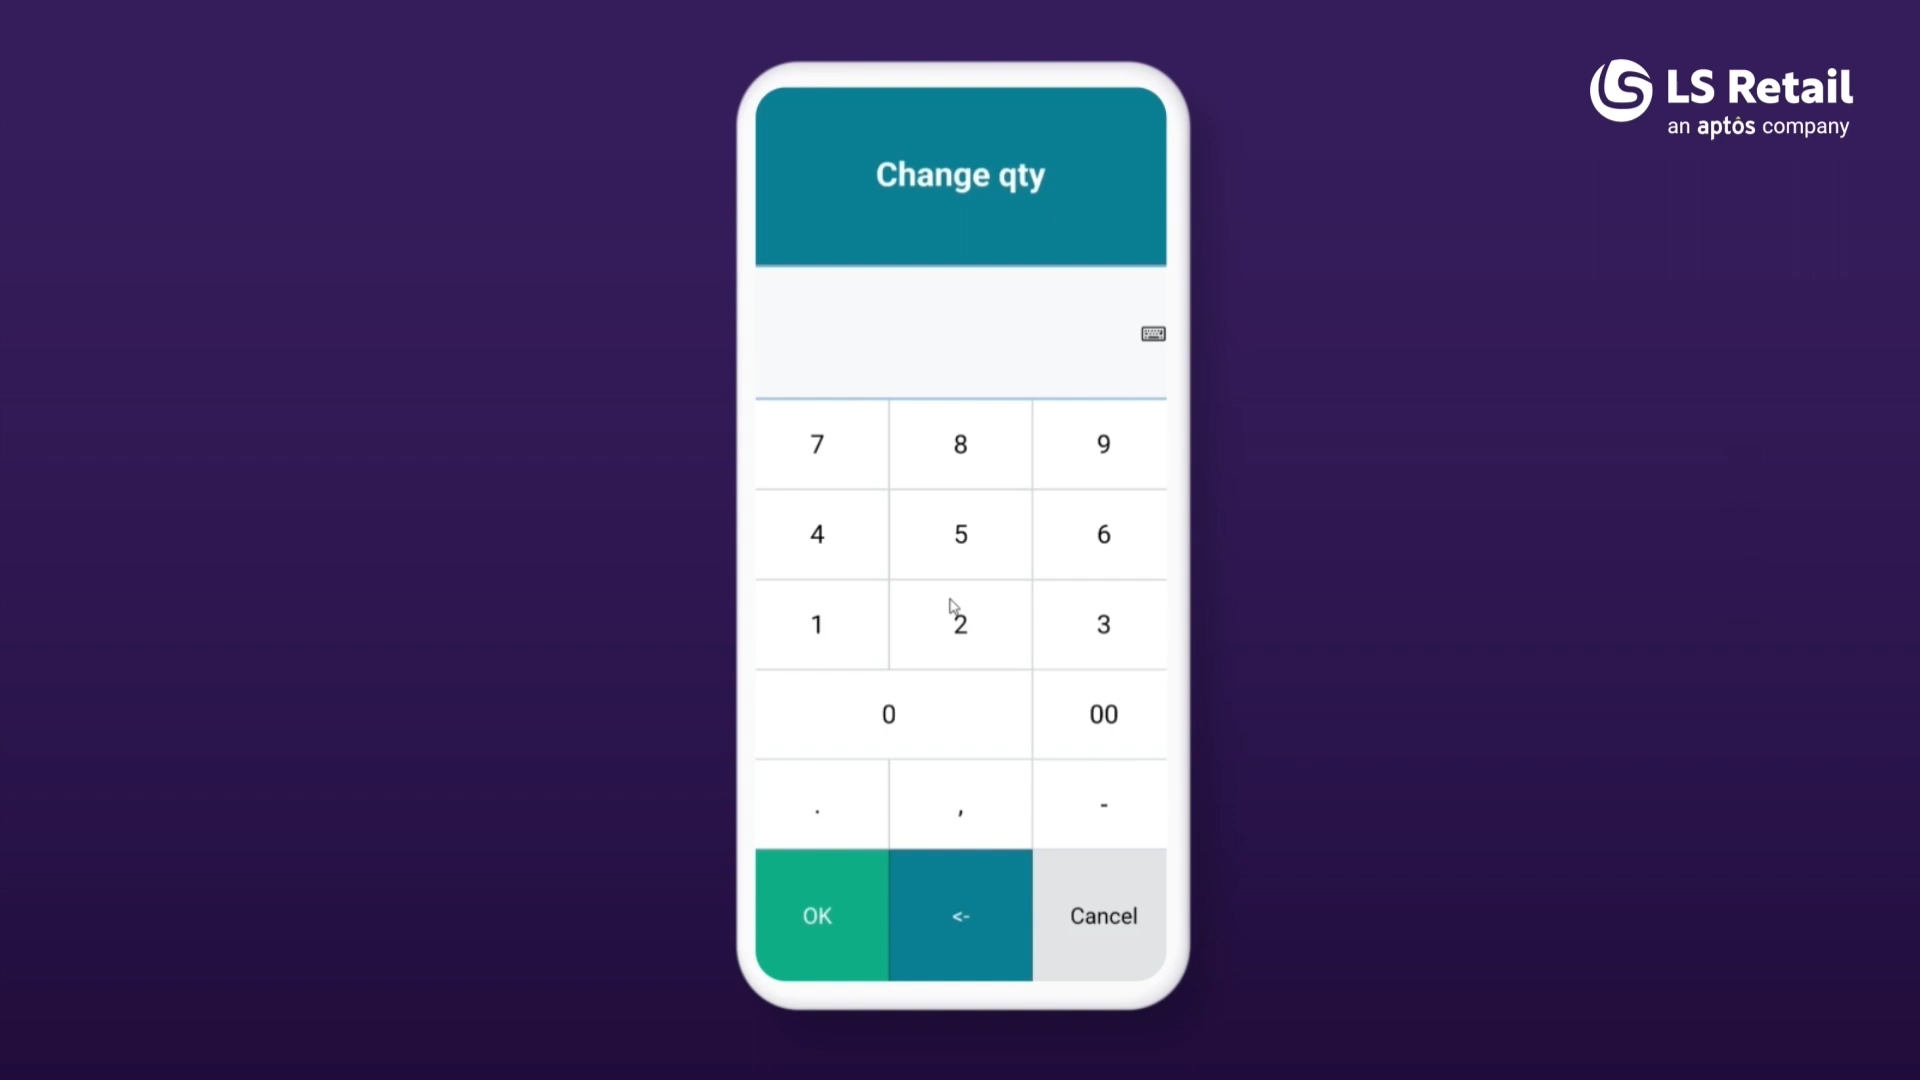 LS Retail
an aptos company
Change qty
7 8 9
4 5 6
1 2 3
0 00
. , -
OK <- Cancel